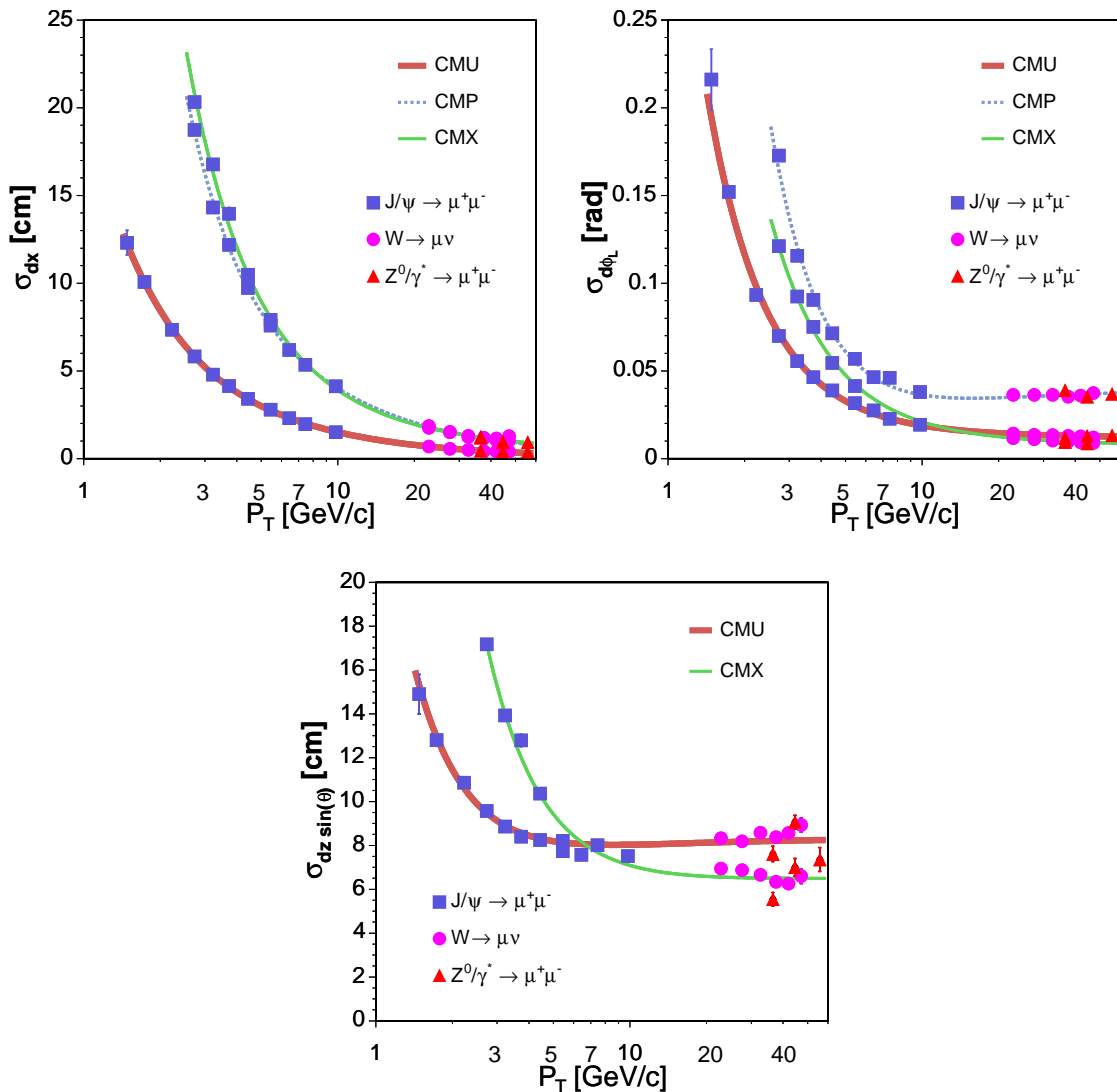 25
20
15
10
5
0
σdx [cm]
CMU
CMP
CMX
J/ψ → μ+μ-
W → μν
Z0/γ* → μ+μ-
1
3
5
7
10
20
40
PT [GeV/c]
0.25
0.2
0.15
0.1
0.05
0
σdϕL [rad]
CMU
CMP
CMX
J/ψ → μ+μ-
W → μν
Z0/γ* → μ+μ-
1
3
5
7
10
20
40
PT [GeV/c]
20
18
16
14
12
10
8
6
4
2
0
σdz sin(θ) [cm]
CMU
CMX
J/ψ → μ+μ-
W → μν
Z0/γ* → μ+μ-
1
3
5
7
10
20
40
PT [GeV/c]